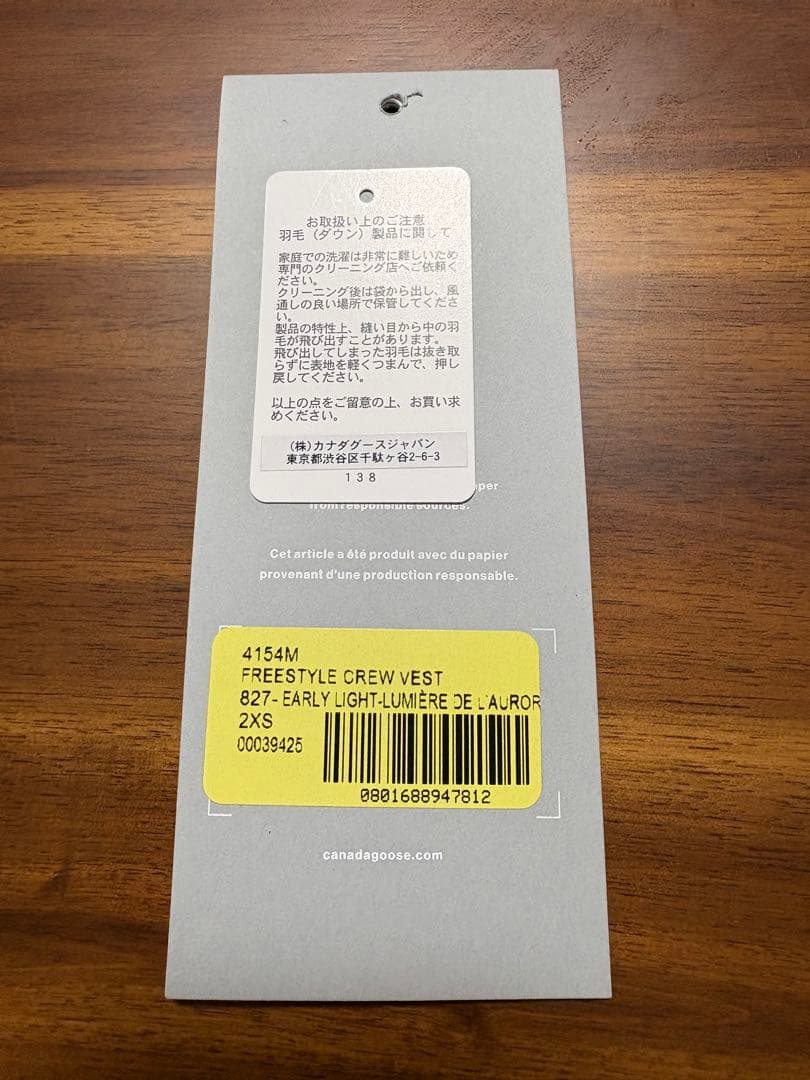 お取扱い上のご注意
羽毛（ダウン）製品に関して
家庭での洗濯は非常に難しいため
専門のクリーニング店へご依頼く
ださい。
クリーニング後は袋から出し、風
通しの良い場所で保管してくださ
い。
製品の特性上、縫い目から中の羽
毛が飛び出すことがあります。
飛び出してしまった羽毛は抜き取
らずに表地を軽くつまんで、押し
戻してください。
以上の点をご留意の上、お買い求
めください。
(株)カナダグースジャパン
東京都渋谷区千駄ヶ谷2-6-3
138
from responsible sources.
Cet article a été produit avec du papier
provenant d'une production responsable.
4154M
FREESTYLE CREW VEST
827- EARLY LIGHT-LUMIÈRE DE L'AUROR
2XS
00039425
0801688947812
canadagoose.com